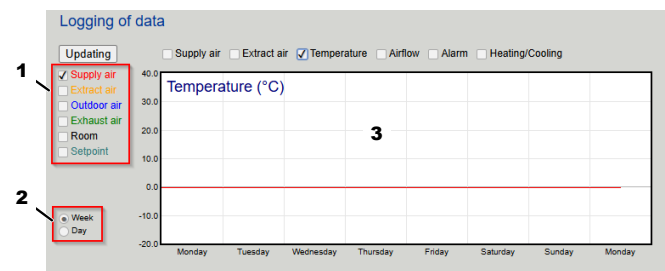 Logging of data
Updating
Supply air Extract air Temperature Airflow Alarm Heating/Cooling
1
Supply air
Extract air
Outdoor air
Exhaust air
Room
Setpoint
2
Week
Day
Temperature (°C)
3
40.0
30.0
20.0
10.0
0.0
-10.0
-20.0
Monday Tuesday Wednesday Thursday Friday Saturday Sunday Monday